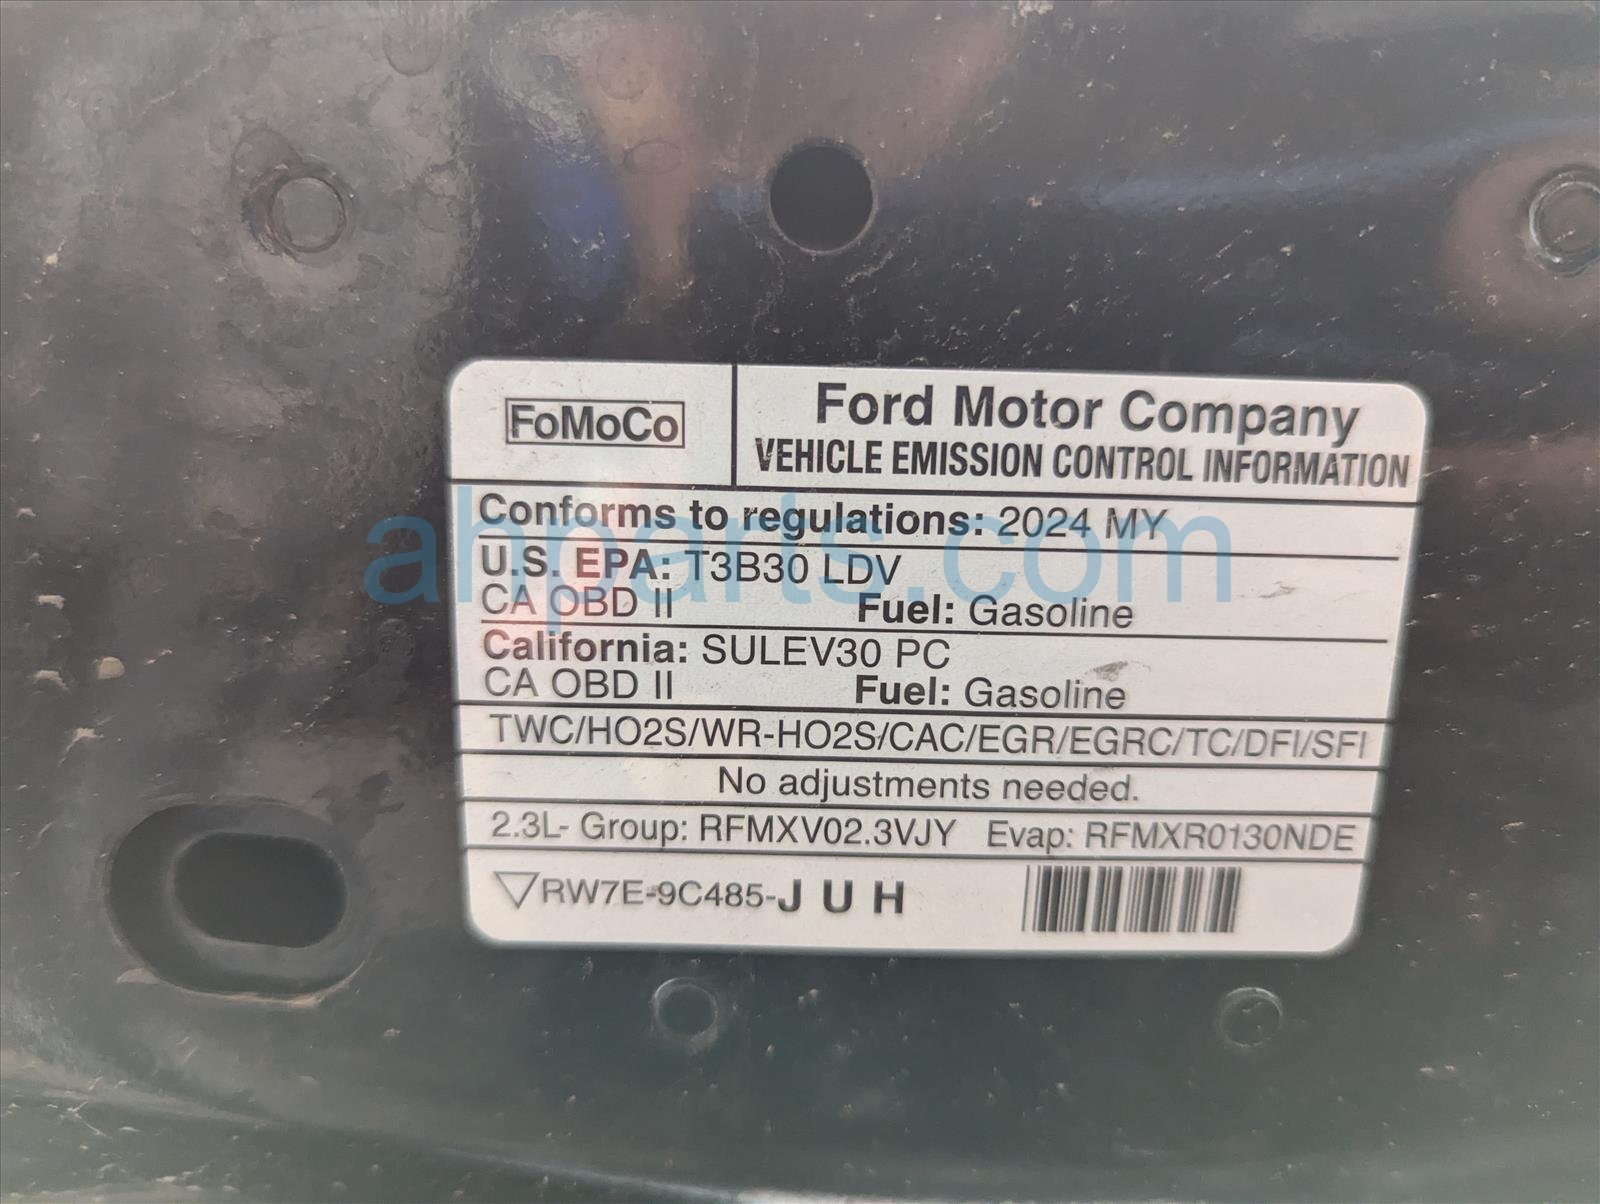 FoMoCo
Ford Motor Company
VEHICLE EMISSION CONTROL INFORMATION
Conforms to regulations: 2024 MY
U.S. EPA: T3B30 LDV
CA OBD II Fuel: Gasoline
California: SULEV30 PC
CA OBD II Fuel: Gasoline
TWC/HO2S/WR-HO2S/CAC/EGR/EGRC/TC/DFI/SFI
No adjustments needed.
2.3L- Group: RFMXV02.3VJY Evap: RFMXR0130NDE
RW7E-9C485-J U H
ahparts.com